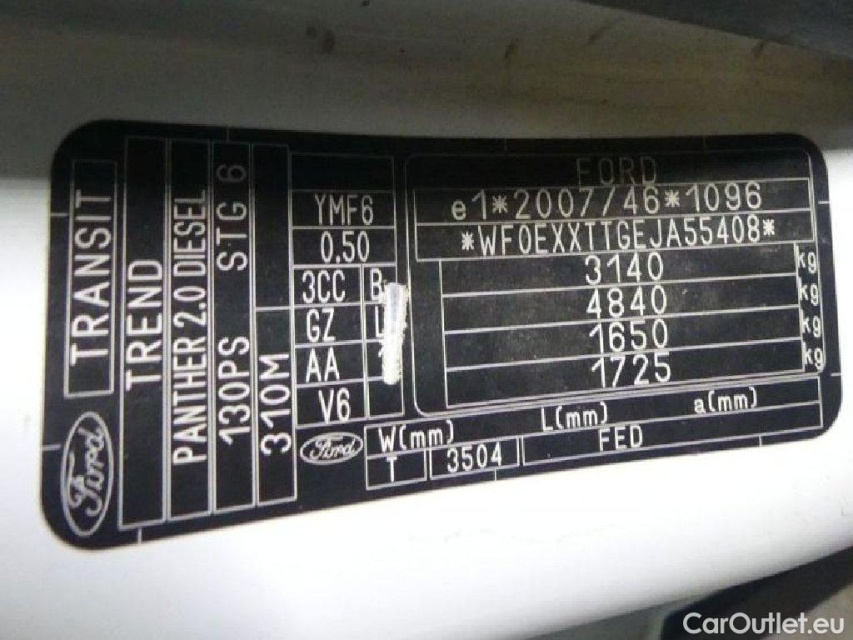 TRANSIT
TREND
PANTHER 2.0 DIESEL
130PS STG 6
310M
Ford
YMF6
0.50
3CC B
GZ
AA
V6
Ford
FORD
e1*2007/46*1096
*WF0EXXTTGEJA55408*
3140 kg
4840 kg
1650 kg
1725 kg
W(mm) L(mm) a(mm)
T 3504 FED
CarOutlet.eu